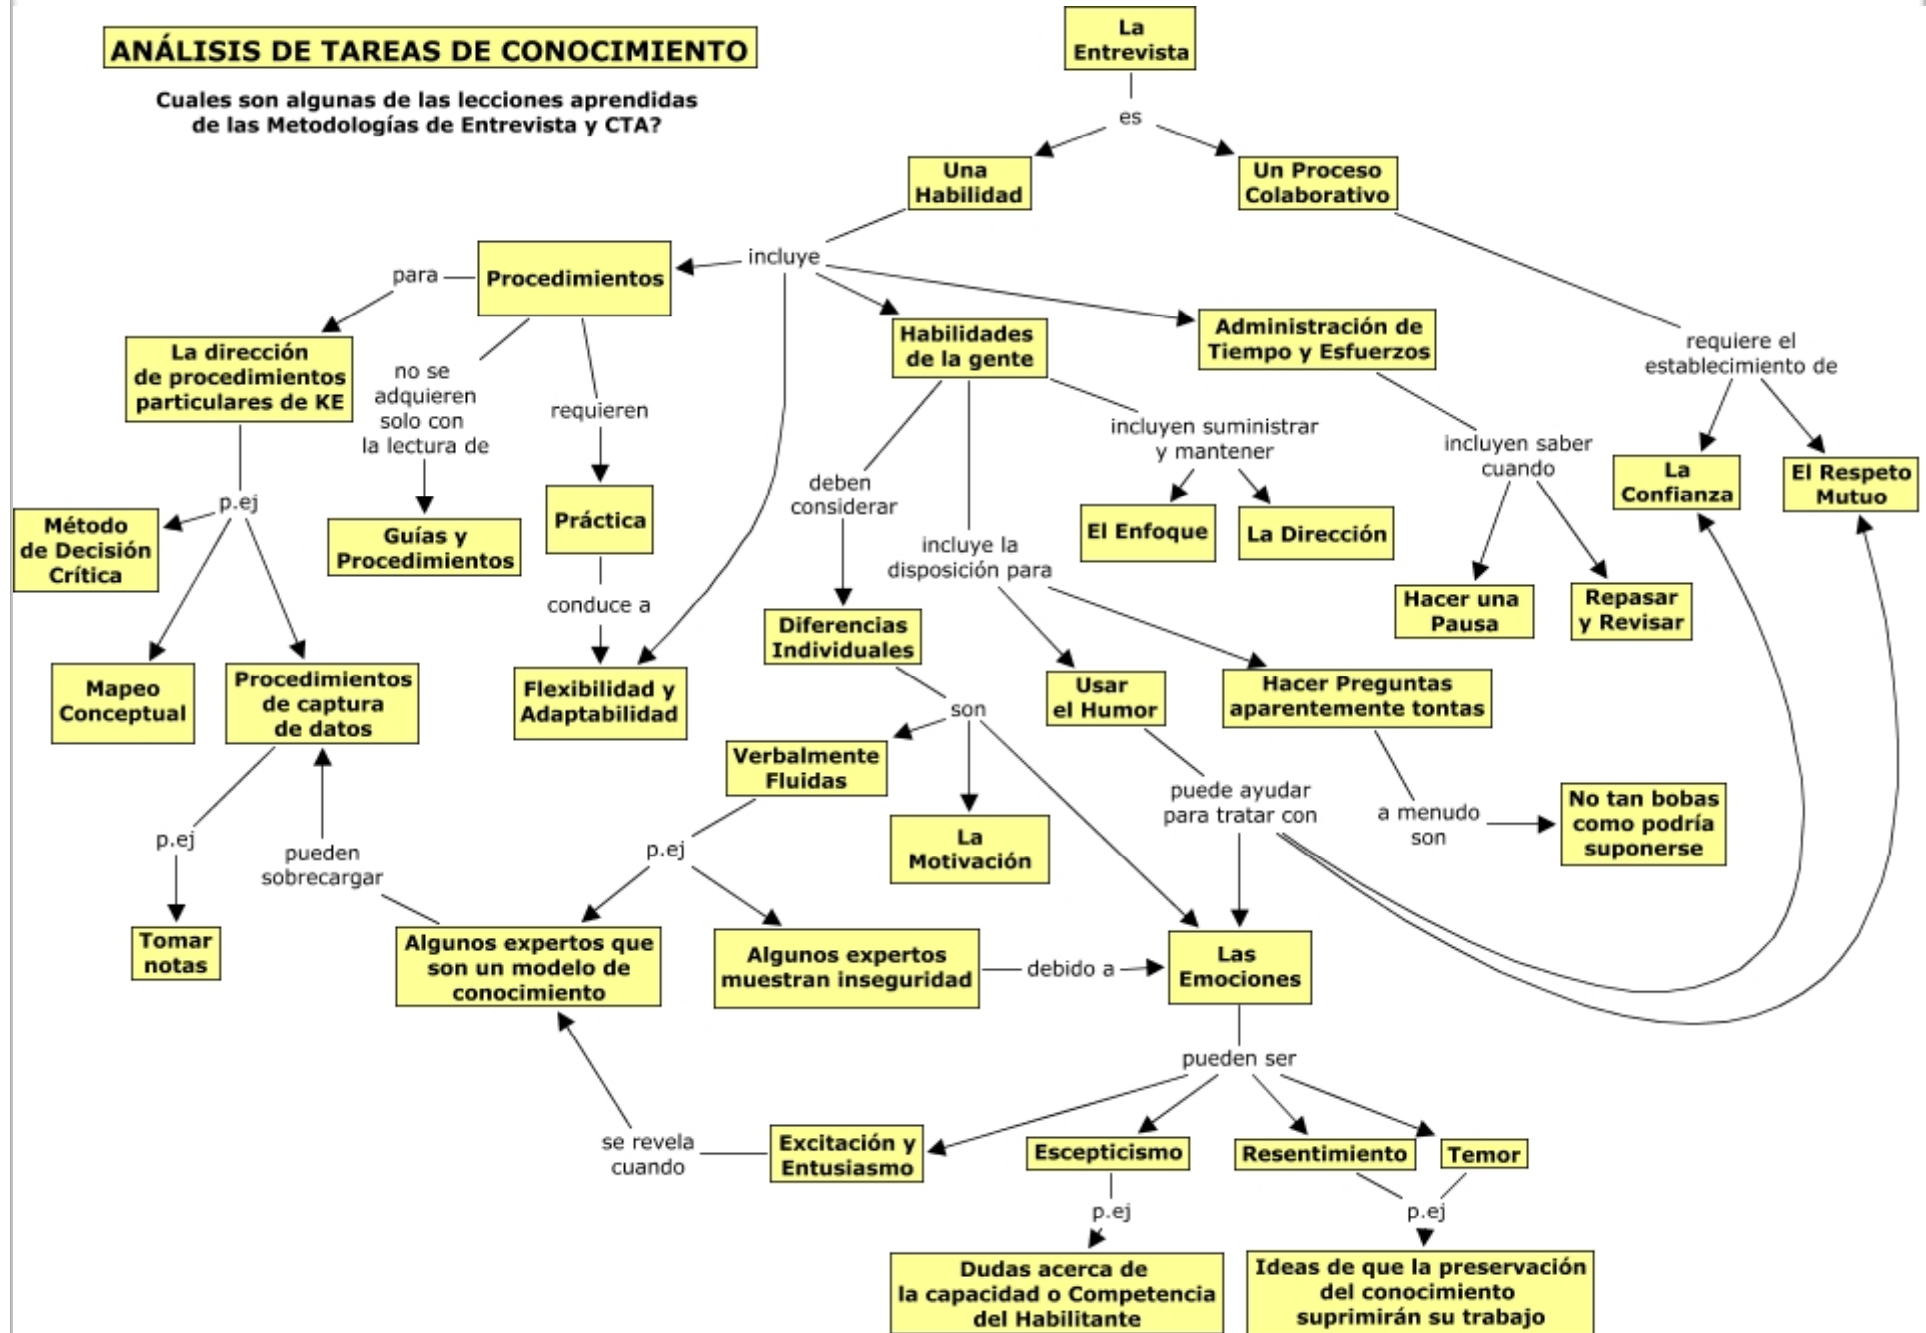 ANÁLISIS DE TAREAS DE CONOCIMIENTO
Cuales son algunas de las lecciones aprendidas
de las Metodologías de Entrevista y CTA?
La
Entrevista
es
Una
Habilidad
Un Proceso
Colaborativo
incluye
para
Procedimientos
La dirección
de procedimientos
particulares de KE
no se
adquieren
solo con
la lectura de
requieren
Habilidades
de la gente
Administración de
Tiempo y Esfuerzos
requiere el
establecimiento de
incluyen suministrar
y mantener
incluyen saber
cuando
La
Confianza
El Respeto
Mutuo
p.ej
Método
de Decisión
Crítica
Guías y
Procedimientos
Práctica
deben
considerar
El Enfoque
La Dirección
incluye la
disposición para
conduce a
Hacer una
Pausa
Repasar
y Revisar
Diferencias
Individuales
Mapeo
Conceptual
Procedimientos
de captura
de datos
Flexibilidad y
Adaptabilidad
son
Usar
el Humor
Hacer Preguntas
aparentemente tontas
Verbalmente
Fluidas
La
Motivación
puede ayudar
para tratar con
a menudo
son
No tan bobas
como podría
suponerse
p.ej
pueden
sobrecargar
p.ej
Tomar
notas
Algunos expertos que
son un modelo de
conocimiento
Algunos expertos
muestran inseguridad
debido a
Las
Emociones
pueden ser
se revela
cuando
Excitación y
Entusiasmo
Escepticismo
Resentimiento
Temor
p.ej
p.ej
Dudas acerca de
la capacidad o Competencia
del Habilitante
Ideas de que la preservación
del conocimiento
suprimirán su trabajo